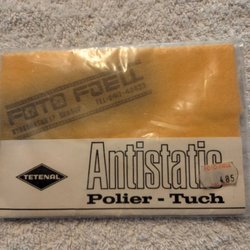 FOTO FOELL
TETENAL
Antistatic
Polier - Tuch
4.85